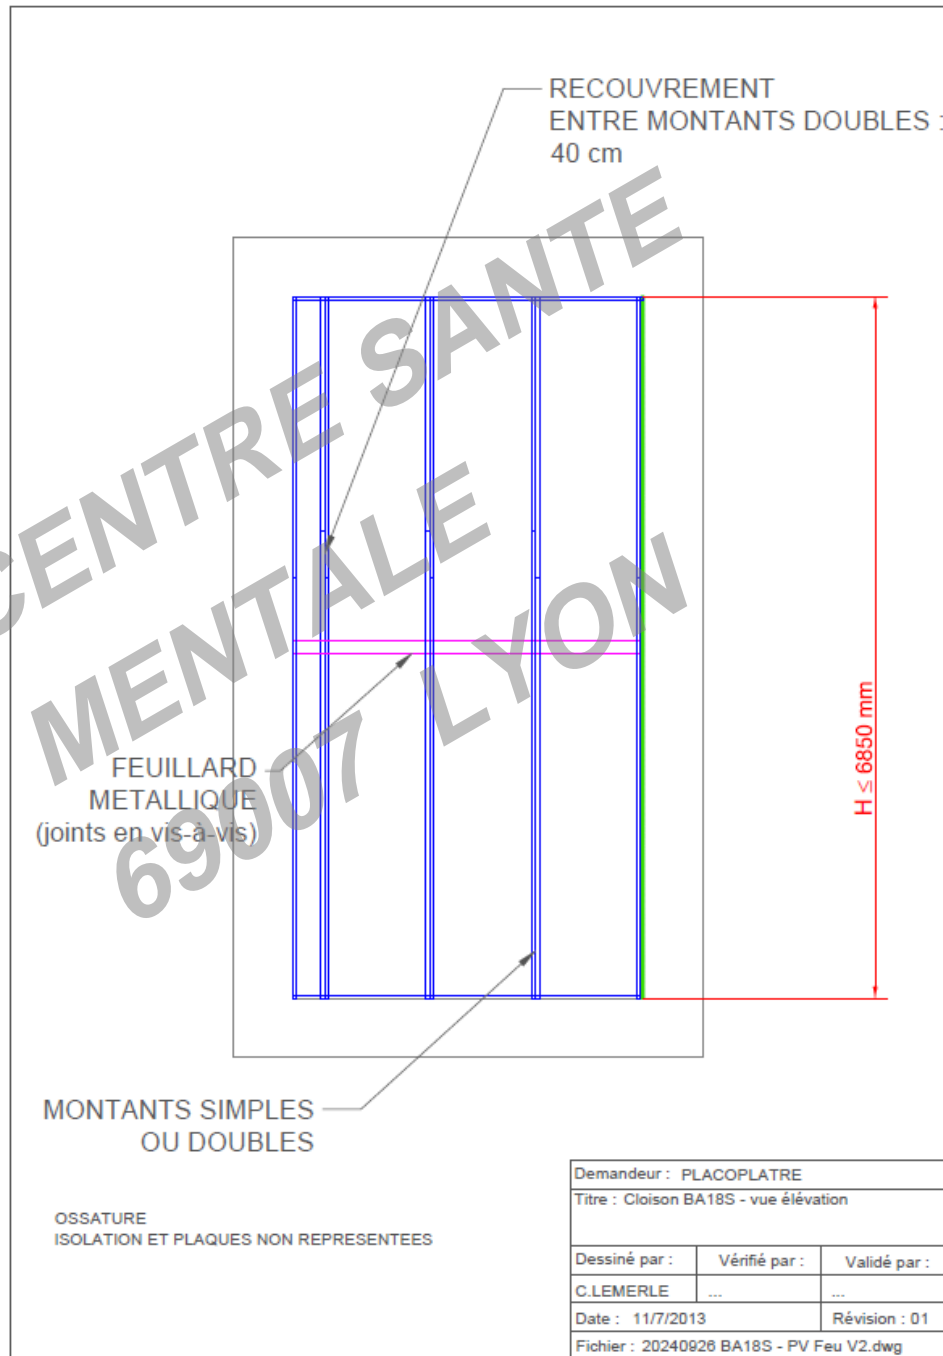 RECOUVREMENT
ENTRE MONTANTS DOUBLES :
40 cm
CENTRE SANTE
MENTALE
69007 LYON
H ≤ 6850 mm
FEUILLARD
METALLIQUE
(joints en vis-à-vis)
MONTANTS SIMPLES
OU DOUBLES
OSSATURE
ISOLATION ET PLAQUES NON REPRESENTEES
Demandeur : PLACOPLATRE
Titre : Cloison BA18S - vue élévation
Dessiné par : Vérifié par : Validé par :
C.LEMERLE ... ...
Date : 11/7/2013 Révision : 01
Fichier : 20240926 BA18S - PV Feu V2.dwg